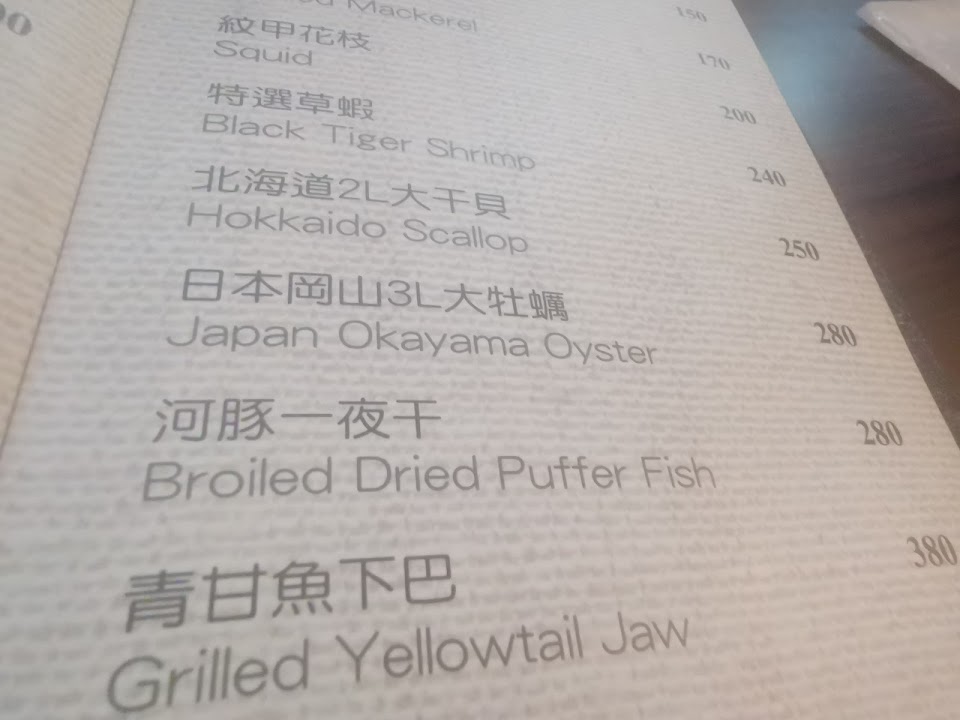 150
Mackerel
170
紋甲花枝 200
Squid
特選草蝦 240
Black Tiger Shrimp
北海道2L大干貝 250
Hokkaido Scallop
日本岡山3L大牡蠣 280
Japan Okayama Oyster
河豚一夜干 280
Broiled Dried Puffer Fish
青甘魚下巴 380
Grilled Yellowtail Jaw